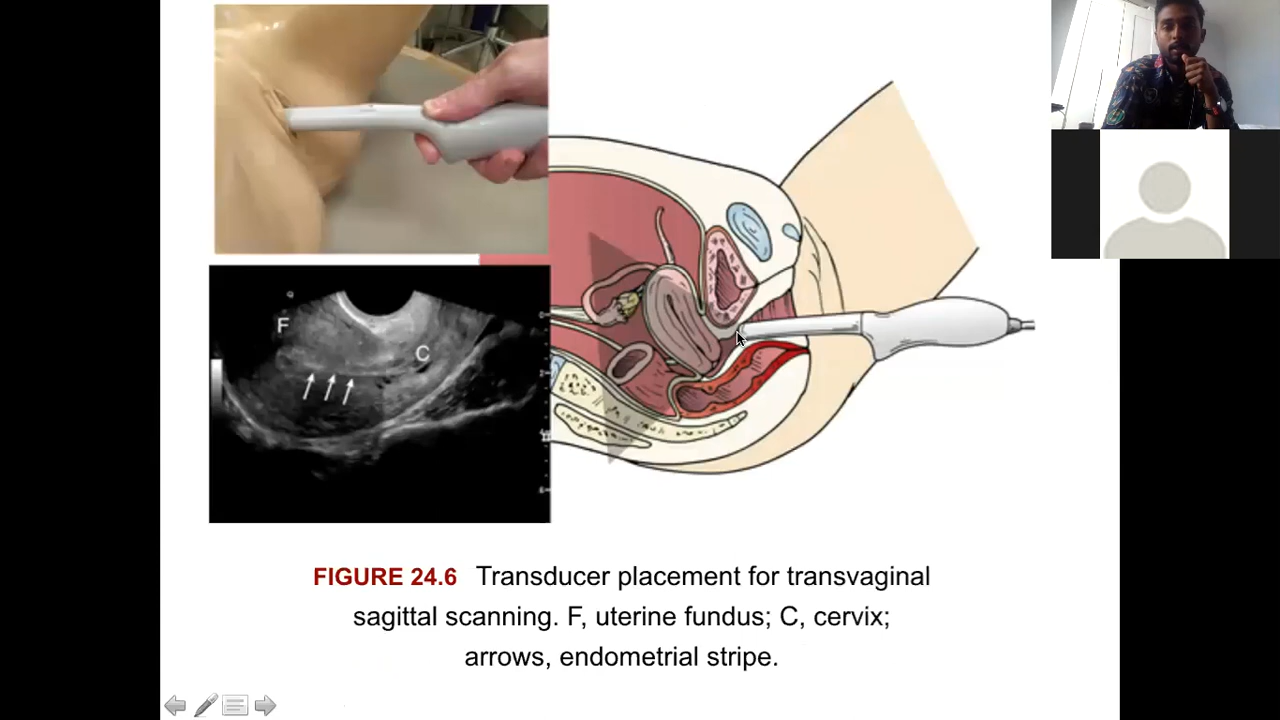 F
C
FIGURE 24.6 Transducer placement for transvaginal
sagittal scanning. F, uterine fundus; C, cervix;
arrows, endometrial stripe.